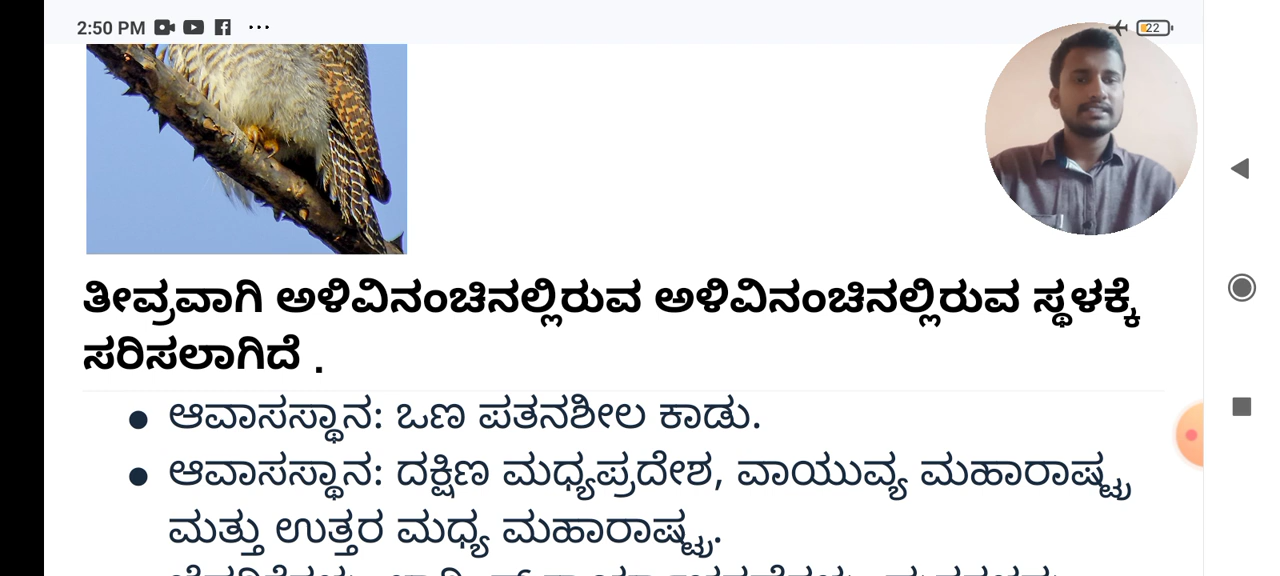 2:50 PM
22
ತೀವ್ರವಾಗಿ ಅಳಿವಿನಂಚಿನಲ್ಲಿರುವ ಅಳಿವಿನಂಚಿನಲ್ಲಿರುವ ಸ್ಥಳಕ್ಕೆ
ಸರಿಸಲಾಗಿದೆ .
● ಆವಾಸಸ್ಥಾನ: ಒಣ ಪತನಶೀಲ ಕಾಡು.
● ಆವಾಸಸ್ಥಾನ: ದಕ್ಷಿಣ ಮಧ್ಯಪ್ರದೇಶ, ವಾಯುವ್ಯ ಮಹಾರಾಷ್ಟ್ರ
ಮತ್ತು ಉತ್ತರ ಮಧ್ಯ ಮಹಾರಾಷ್ಟ್ರ.